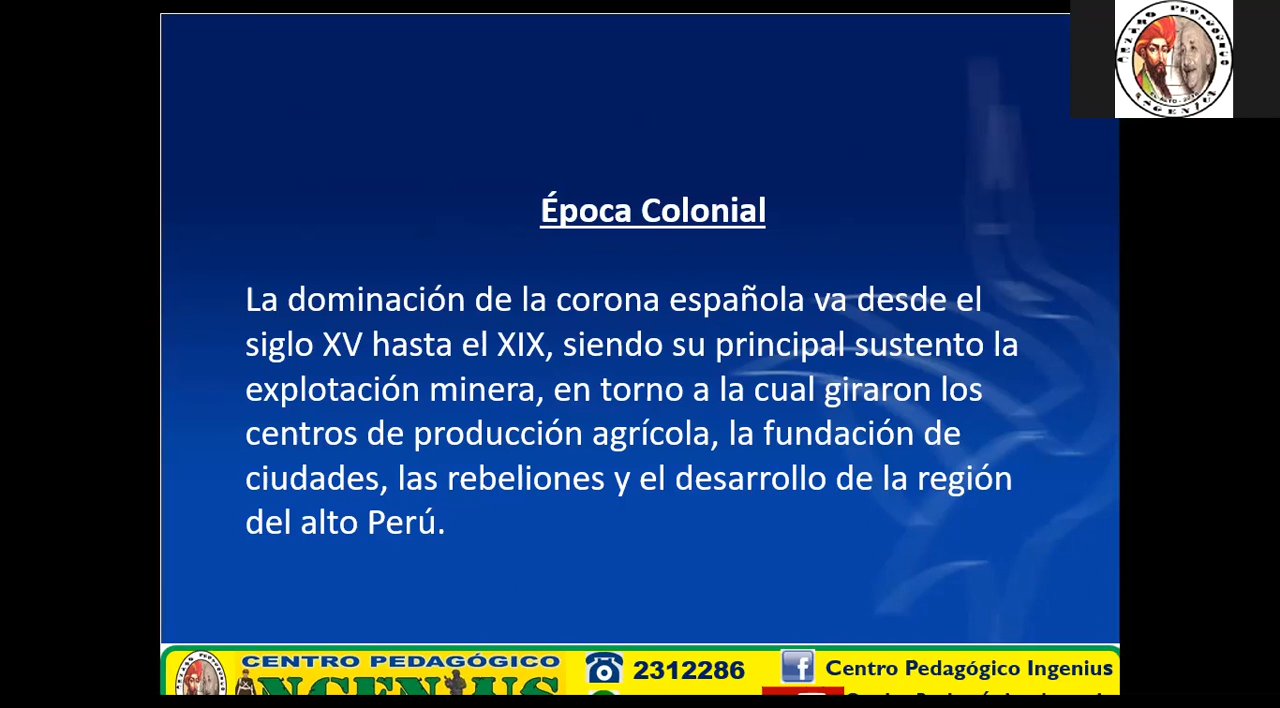 Época Colonial
La dominación de la corona española va desde el
siglo XV hasta el XIX, siendo su principal sustento la
explotación minera, en torno a la cual giraron los
centros de producción agrícola, la fundación de
ciudades, las rebeliones y el desarrollo de la región
del alto Perú.
CENTRO PEDAGÓGICO
INGENIUS
2312286
Centro Pedagógico Ingenius